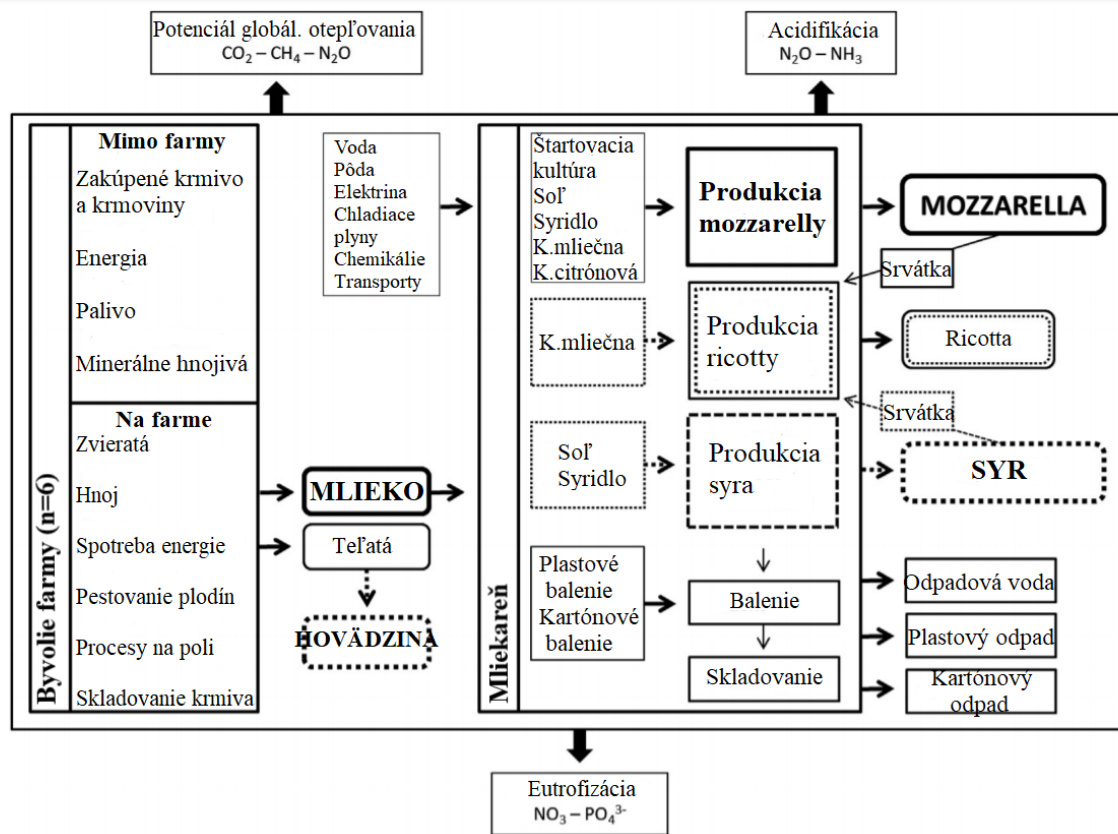 Potenciál globál. otepľovania
CO₂ – CH₄ – N₂O
Acidifikácia
N₂O – NH₃
Byvolie farmy (n=6)
Mimo farmy
Zakúpené krmivo
a krmoviny
Energia
Palivo
Minerálne hnojivá
Na farme
Zvieratá
Hnoj
Spotreba energie
Pestovanie plodín
Procesy na poli
Skladovanie krmiva
Voda
Pôda
Elektrina
Chladiace
plyny
Chemikálie
Transporty
MLIEKO
Teľatá
HOVÄDZINA
Mliekareň
Štartovacia
kultúra
Soľ
Syridlo
K.mliečna
K.citrónová
Produkcia
mozzarelly
MOZZARELLA
Srvátka
K.mliečna
Produkcia
ricotty
Ricotta
Srvátka
Soľ
Syridlo
Produkcia
syra
SYR
Plastové
balenie
Kartónové
balenie
Balenie
Skladovanie
Odpadová voda
Plastový odpad
Kartónový
odpad
Eutrofizácia
NO₃ – PO₄³⁻